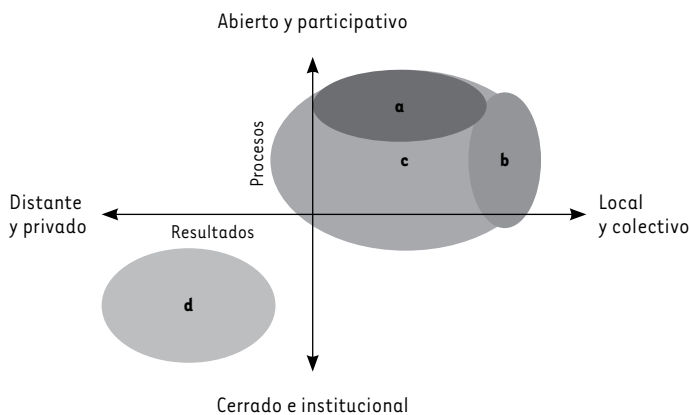 Abierto y participativo
Procesos
a
c
b
Distante
y privado
Local
y colectivo
Resultados
d
Cerrado e institucional